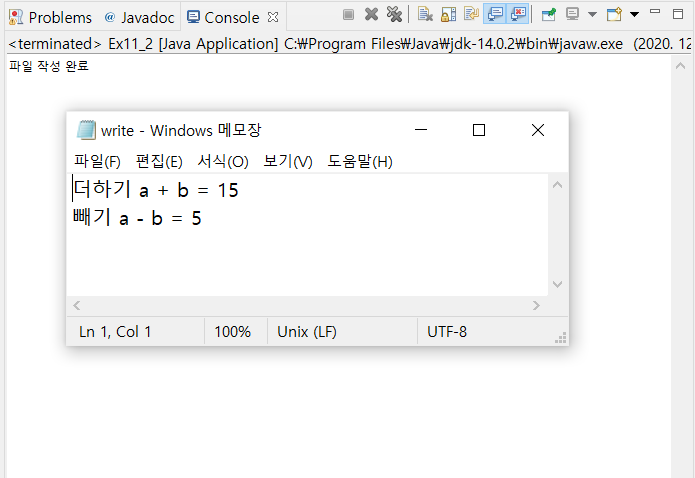 Problems @ Javadoc Console
<terminated> Ex11_2 [Java Application] C:₩Program Files₩Java₩jdk-14.0.2₩bin₩javaw.exe (2020. 12
파일 작성 완료
write - Windows 메모장
파일(F) 편집(E) 서식(O) 보기(V) 도움말(H)
더하기 a + b = 15
빼기 a - b = 5
Ln 1, Col 1 100% Unix (LF) UTF-8